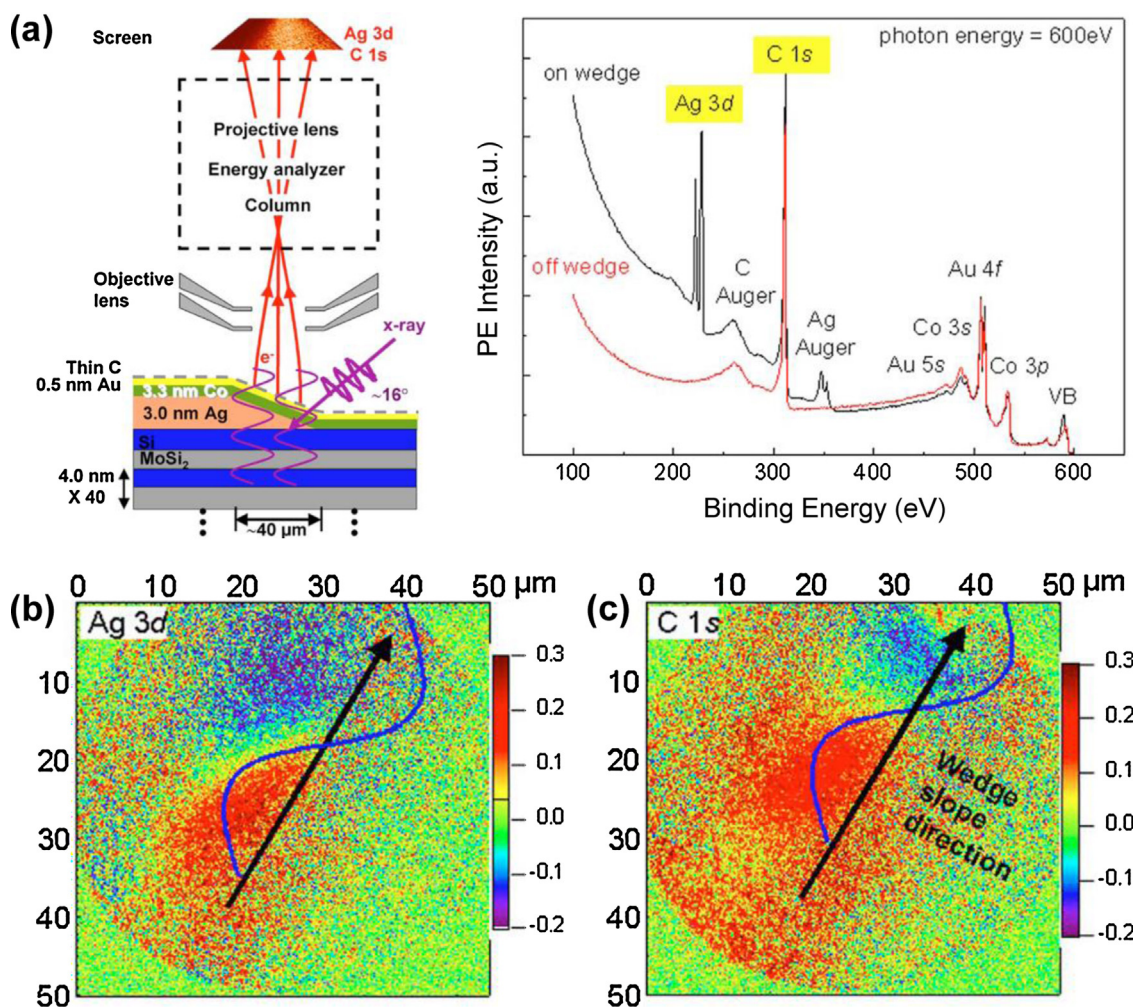 (a)
Screen
Ag 3d
C 1s
Projective lens
Energy analyzer
Column
Objective
lens
x-ray
e-
~16°
Thin C
0.5 nm Au
3.3 nm Co
3.0 nm Ag
Si
MoSi2
4.0 nm
X 40
~40 µm
photon energy = 600eV
on wedge
C 1s
Ag 3d
off wedge
C
Auger
Ag
Auger
Au 4f
Co 3s
Au 5s
Co 3p
VB
PE Intensity (a.u.)
100 200 300 400 500 600
Binding Energy (eV)
(b)
0 10 20 30 40 50 µm
Ag 3d
10
20
30
40
50
0.3
0.2
0.1
0.0
-0.1
-0.2
(c)
0 10 20 30 40 50 µm
C 1s
10
20
30
40
50
Wedge
slope
direction
0.3
0.2
0.1
0.0
-0.1
-0.2